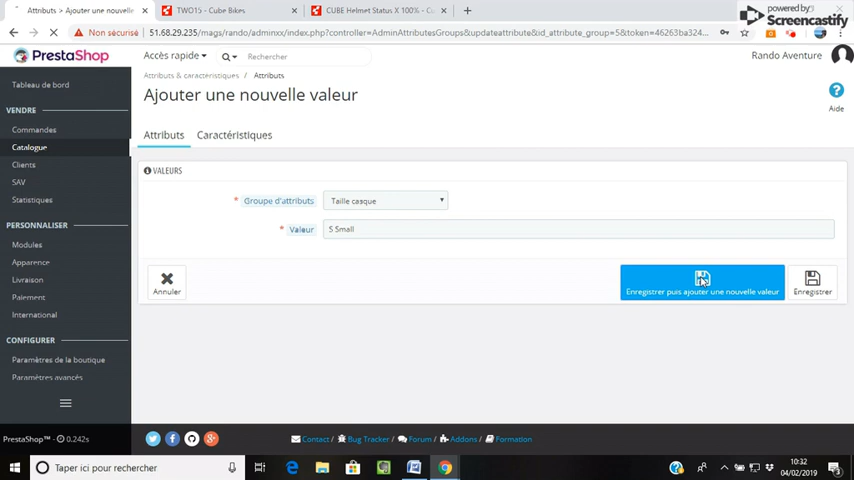 Attributs > Ajouter une nouvelle
TWO15 - Cube Bikes
CUBE Helmet Status X 100% - Cu
powered by
Screencastify
Non sécurisé
51.68.29.235/mags/rando/adminxx/index.php?controller=AdminAttributesGroups&updateattribute&id_attribute_group=5&token=46263ba324...
PrestaShop
Accès rapide
Rechercher
Rando Aventure
Attributs & caractéristiques / Attributs
Ajouter une nouvelle valeur
Aide
Attributs
Caractéristiques
Tableau de bord
VENDRE
Commandes
Catalogue
Clients
SAV
Statistiques
PERSONNALISER
Modules
Apparence
Livraison
Paiement
International
CONFIGURER
Paramètres de la boutique
Paramètres avancés
VALEURS
* Groupe d'attributs
Taille casque
* Valeur
S Small
Annuler
Enregistrer puis ajouter une nouvelle valeur
Enregistrer
PrestaShop™ - 0.242s
Contact / Bug Tracker / Forum / Addons / Formation
Taper ici pour rechercher
10:32
04/02/2019